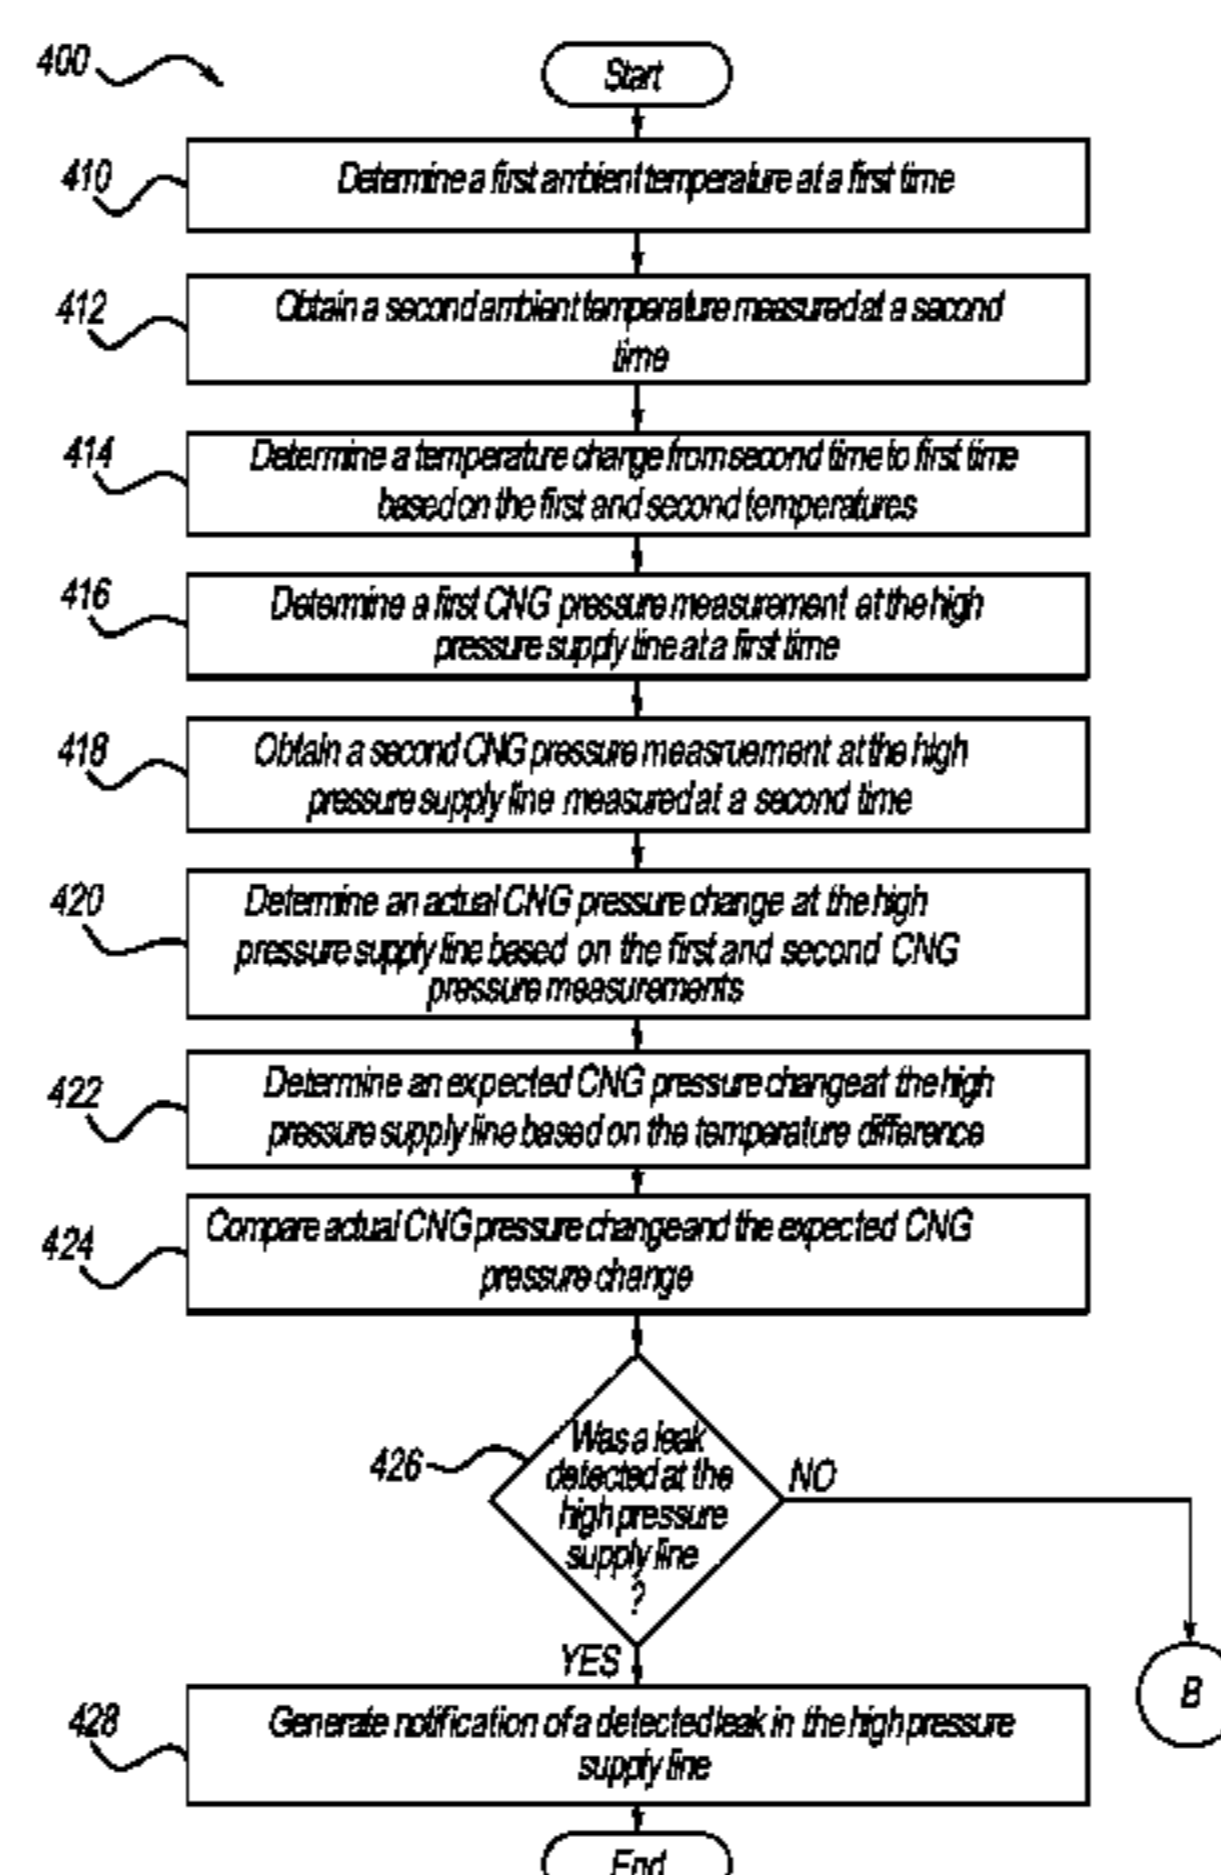 400
Start
410
Determine a first ambient temperature at a first time
412
Obtain a second ambient temperature measured at a second
time
414
Determine a temperature change from second time to first time
based on the first and second temperatures
416
Determine a first CNG pressure measurement at the high
pressure supply line at a first time
418
Obtain a second CNG pressure measruement at the high
pressure supply line measured at a second time
420
Determine an actual CNG pressure change at the high
pressure supply line based on the first and second CNG
pressure measurements
422
Determine an expected CNG pressure change at the high
pressure supply line based on the temperature difference
424
Compare actual CNG pressure change and the expected CNG
pressure change
426
Was a leak
detected at the
high pressure
supply line
?
NO
YES
B
428
Generate notification of a detected leak in the high pressure
supply line
End